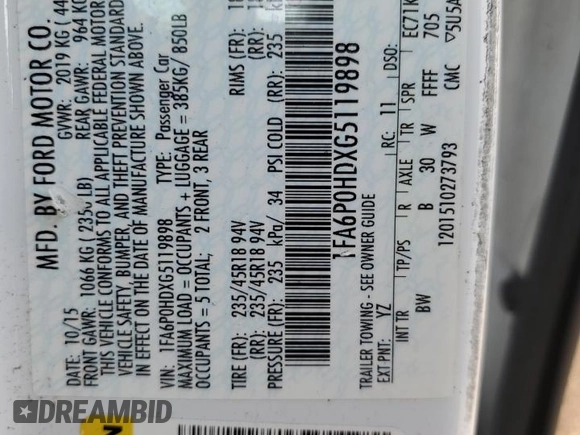 MFD. BY FORD MOTOR CO.
DATE: 10/15 GVWR: 2019 KG
FRONT GAWR: 1066 KG REAR GAWR: 964 KG
THIS VEHICLE CONFORMS TO ALL APPLICABLE FEDERAL MOTOR
VEHICLE SAFETY, BUMPER, AND THEFT PREVENTION STANDARD
IN EFFECT ON THE DATE OF MANUFACTURE SHOWN ABOVE.
VIN: 1FA6P0HDXG5119898 TYPE: Passenger Car
MAXIMUM LOAD = OCCUPANTS + LUGGAGE = 385KG/ 850LB
OCCUPANTS = 5 TOTAL; 2 FRONT, 3 REAR
TIRE (FR): 235/45R18 94V RIMS (FR):
(RR): 235/45R18 94V (RR):
PRESSURE (FR): 235 kPa/ 34 PSI COLD (RR): 235
1FA6P0HDXG5119898
TRAILER TOWING - SEE OWNER GUIDE
EXT PNT: YZ RC: 11 DSO:
INT TR TP/PS R AXLE TR SPR EC71K
BW B 30 W FFFF 705
1201510273793 CMC ▽5U5A
N
DREAMBID